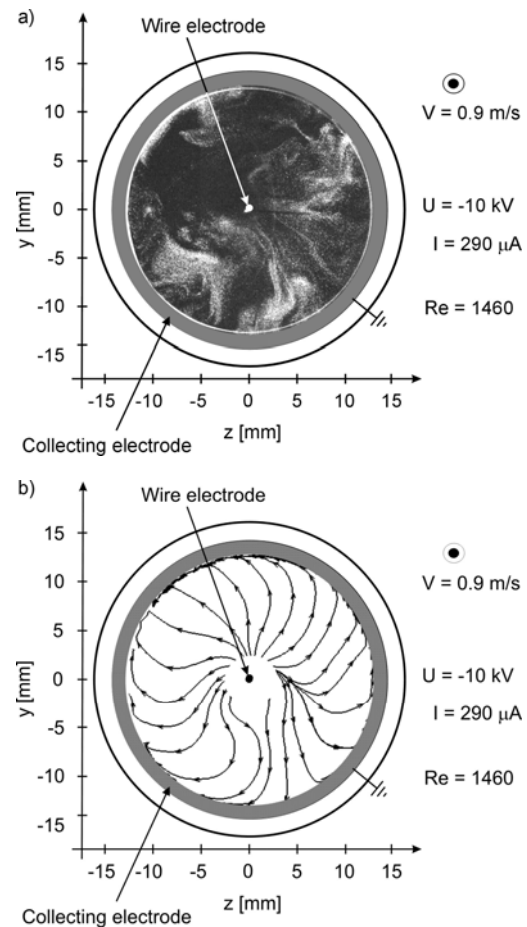 a)
Wire electrode
15
10
5
0
-5
-10
-15
y [mm]
V = 0.9 m/s
U = -10 kV
I = 290 µA
Re = 1460
-15 -10 -5 0 5 10 15
z [mm]
Collecting electrode
b)
Wire electrode
15
10
5
0
-5
-10
-15
y [mm]
V = 0.9 m/s
U = -10 kV
I = 290 µA
Re = 1460
-15 -10 -5 0 5 10 15
z [mm]
Collecting electrode